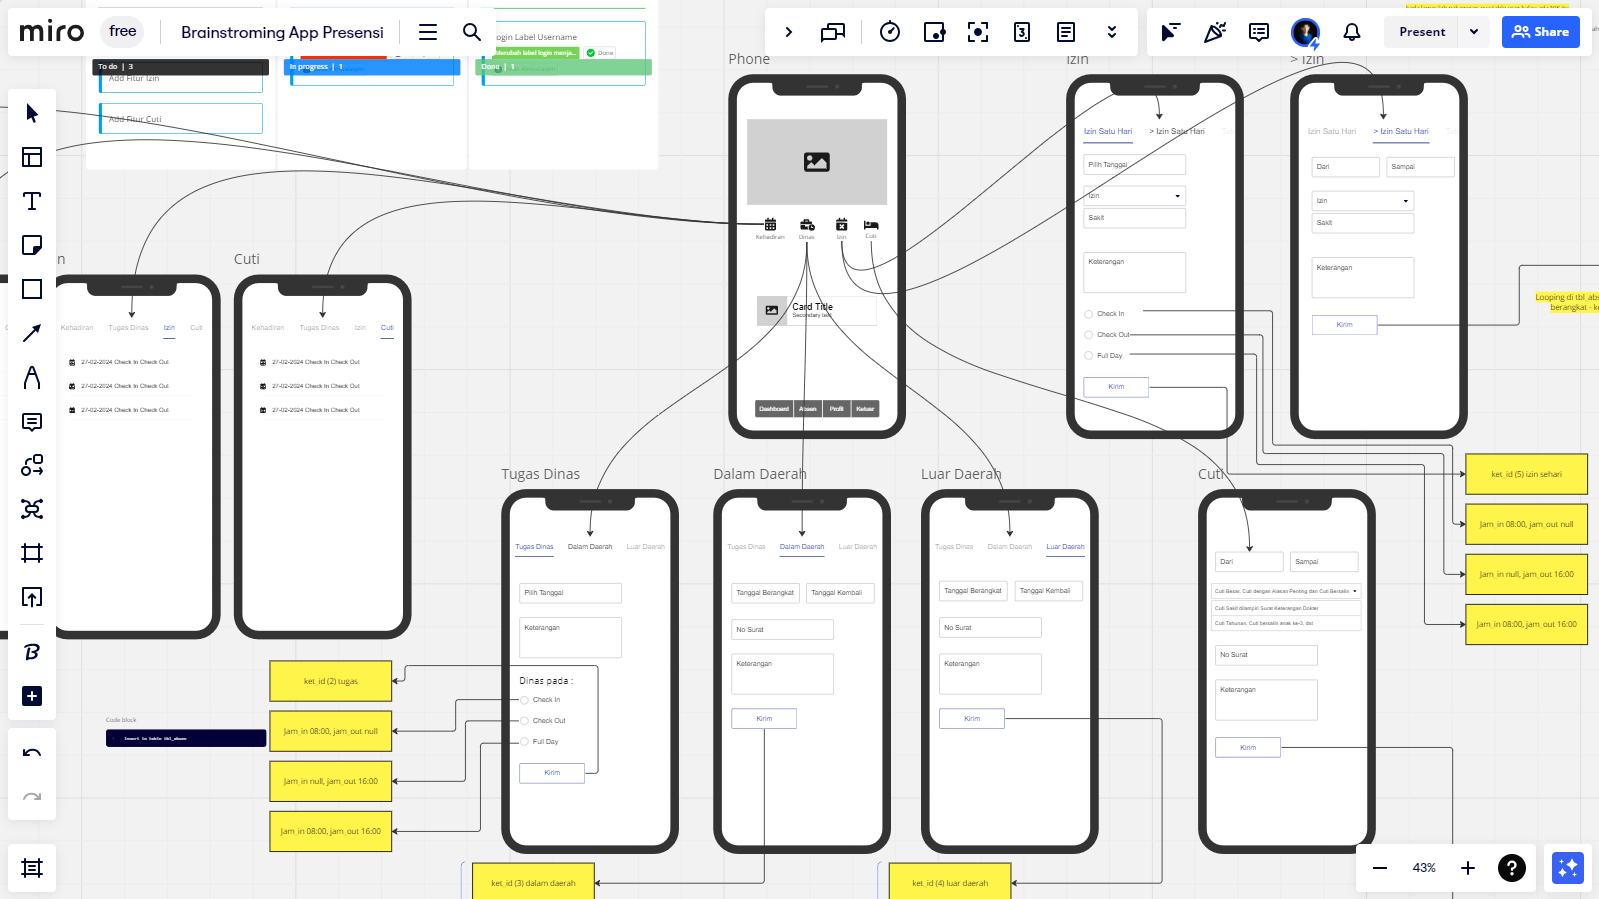 miro
free
Brainstroming App Presensi
Present
Share
Login Label Username
Merubah label login menja...
Done
To do | 3
In progress | 1
Done | 1
Add Fitur Izin
Add Fitur Cuti
Phone
Kehadiran
Dinas
Izin
Cuti
Card Title
Secondary text
Dashboard
Absen
Profil
Keluar
Izin
Izin Satu Hari
> Izin Satu Hari
Pilih Tanggal
Izin
Sakit
Keterangan
Check In
Check Out
Full Day
Kirim
> Izin
Izin Satu Hari
> Izin Satu Hari
Dari
Sampai
Izin
Sakit
Keterangan
Kirim
Looping di tbl_abs
berangkat - ke
Kehadiran
Tugas Dinas
Izin
Cuti
27-02-2024 Check In Check Out
27-02-2024 Check In Check Out
27-02-2024 Check In Check Out
Cuti
Kehadiran
Tugas Dinas
Izin
Cuti
27-02-2024 Check In Check Out
27-02-2024 Check In Check Out
27-02-2024 Check In Check Out
Tugas Dinas
Tugas Dinas
Dalam Daerah
Luar Daerah
Pilih Tanggal
Keterangan
Dinas pada :
Check In
Check Out
Full Day
Kirim
Dalam Daerah
Tugas Dinas
Dalam Daerah
Luar Daerah
Tanggal Berangkat
Tanggal Kembali
No Surat
Keterangan
Kirim
Luar Daerah
Tugas Dinas
Dalam Daerah
Luar Daerah
Tanggal Berangkat
Tanggal Kembali
No Surat
Keterangan
Kirim
Cuti
Dari
Sampai
Cuti Besar, Cuti dengan Alasan Penting dan Cuti Bersalin
Cuti Sakit dilampiri Surat Keterangan Dokter
Cuti Tahunan, Cuti bersalin anak ke-3, dst
No Surat
Keterangan
Kirim
ket_id (5) izin sehari
Jam_in 08:00, jam_out null
Jam_in null, jam_out 16:00
Jam_in 08:00, jam_out 16:00
ket_id (2) tugas
Jam_in 08:00, jam_out null
Jam_in null, jam_out 16:00
Jam_in 08:00, jam_out 16:00
Code block
Insert to table tbl_absen
ket_id (3) dalam daerah
ket_id (4) luar daerah
43%